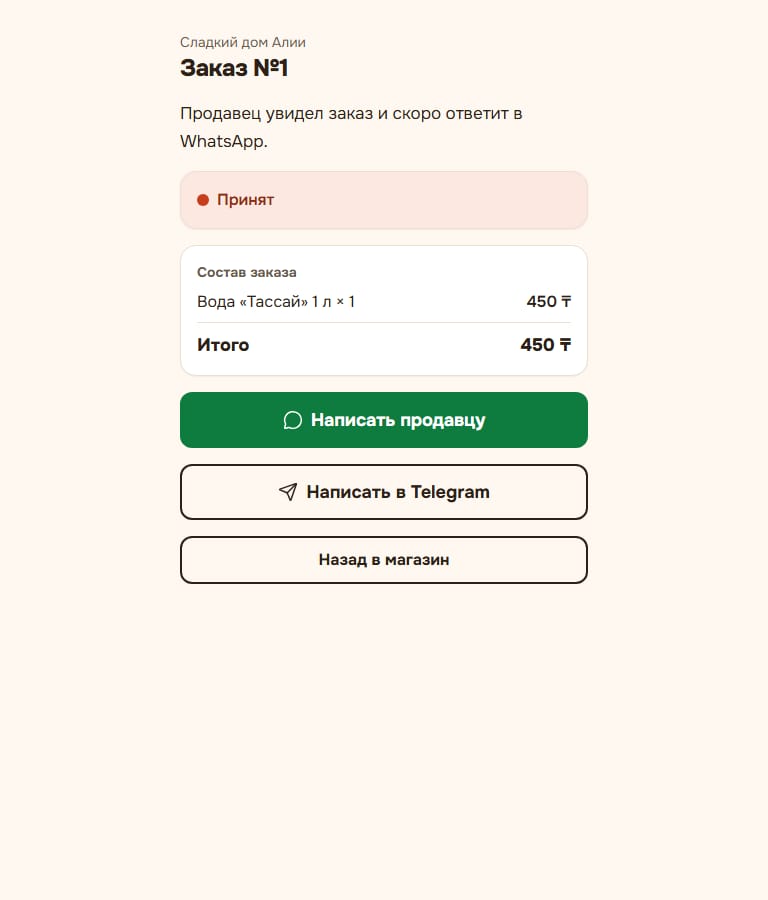 Сладкий дом Алии
Заказ №1
Продавец увидел заказ и скоро ответит в
WhatsApp.
Принят
Состав заказа
Вода «Тассай» 1 л × 1 450 ₸
Итого 450 ₸
Написать продавцу
Написать в Telegram
Назад в магазин